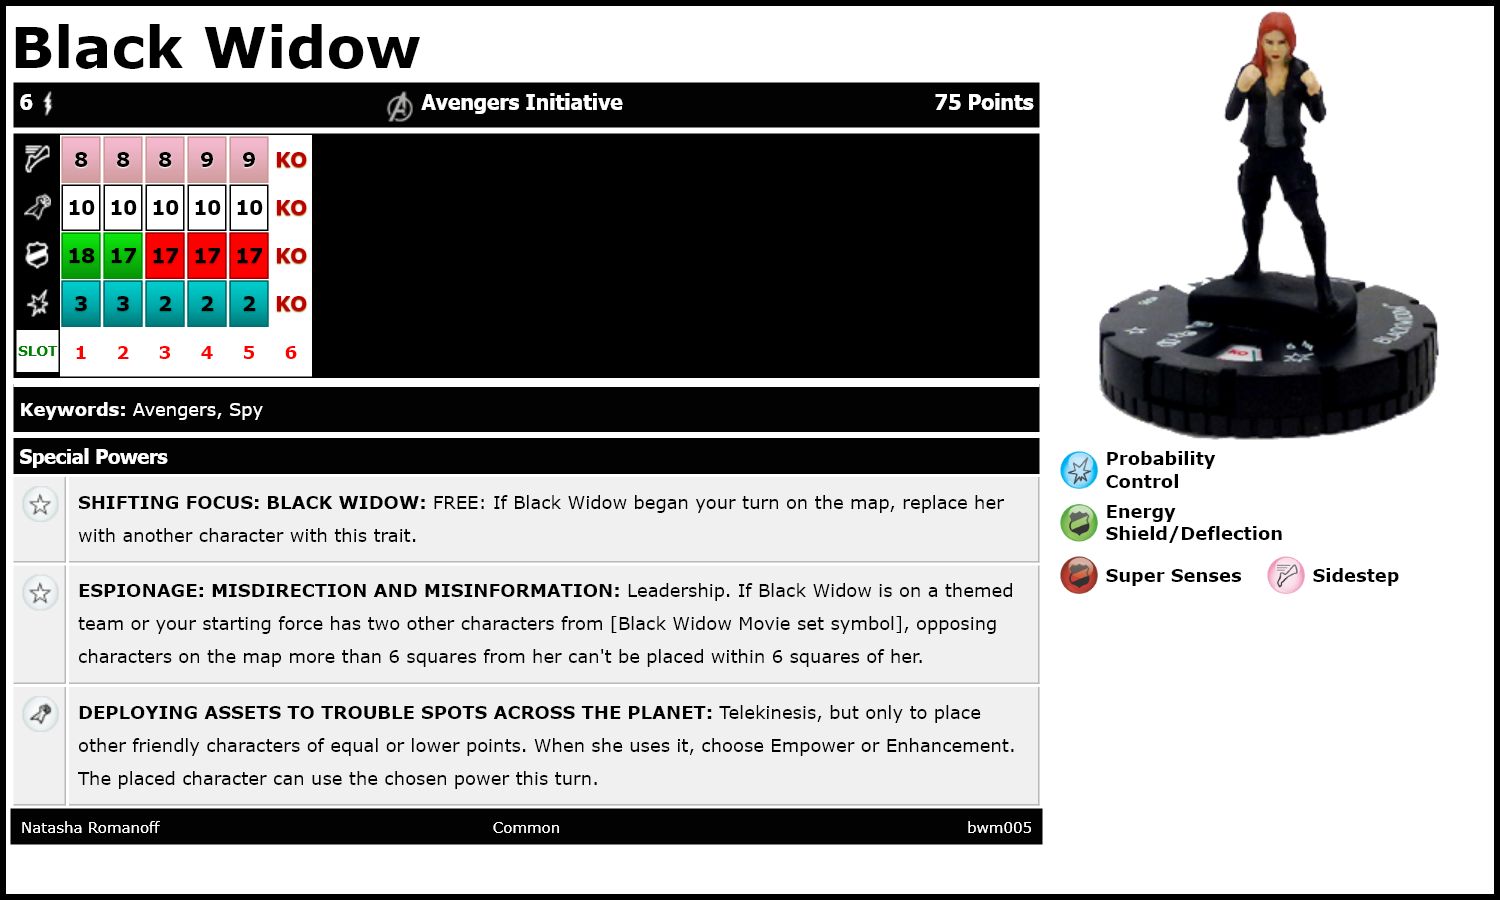 Black Widow
6 Avengers Initiative 75 Points
8 8 8 9 9 KO
10 10 10 10 10 KO
18 17 17 17 17 KO
3 3 2 2 2 KO
SLOT 1 2 3 4 5 6
Keywords: Avengers, Spy
Special Powers
SHIFTING FOCUS: BLACK WIDOW: FREE: If Black Widow began your turn on the map, replace her
with another character with this trait.
ESPIONAGE: MISDIRECTION AND MISINFORMATION: Leadership. If Black Widow is on a themed
team or your starting force has two other characters from [Black Widow Movie set symbol], opposing
characters on the map more than 6 squares from her can't be placed within 6 squares of her.
DEPLOYING ASSETS TO TROUBLE SPOTS ACROSS THE PLANET: Telekinesis, but only to place
other friendly characters of equal or lower points. When she uses it, choose Empower or Enhancement.
The placed character can use the chosen power this turn.
Natasha Romanoff Common bwm005
BLACK WIDOW
KO
Probability
Control
Energy
Shield/Deflection
Super Senses Sidestep